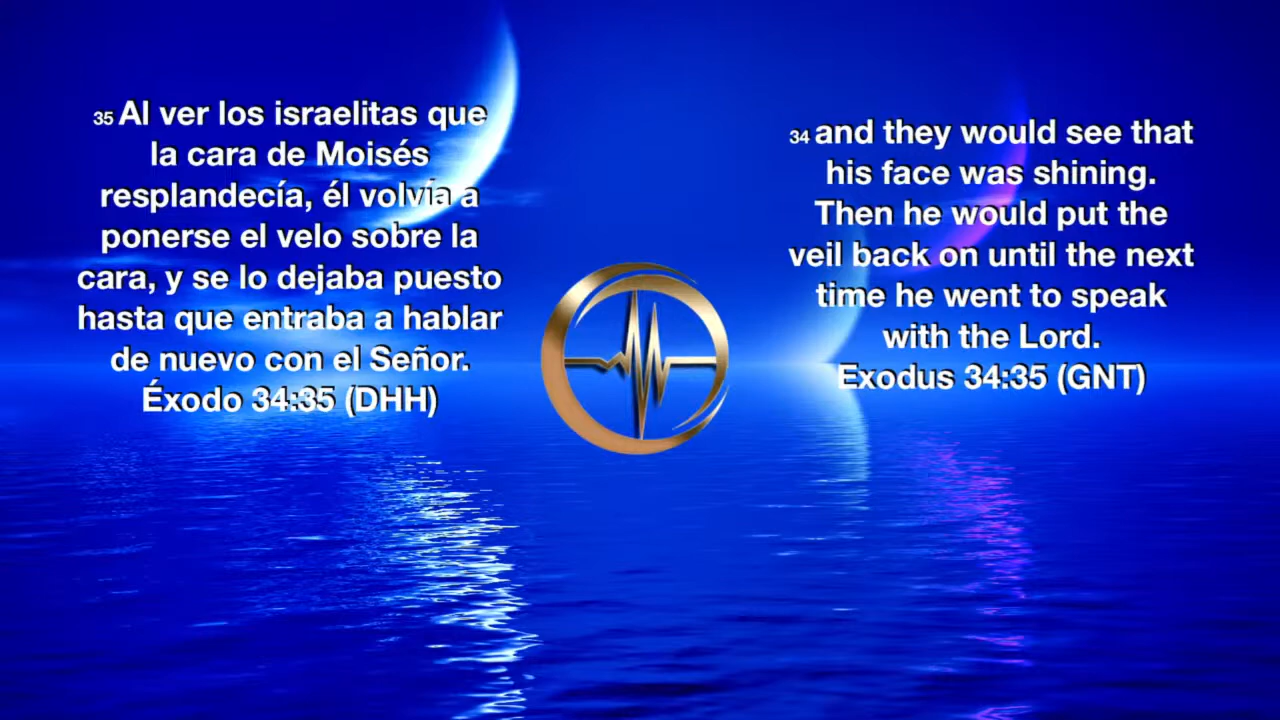 35 Al ver los israelitas que
la cara de Moisés
resplandecía, él volvía a
ponerse el velo sobre la
cara, y se lo dejaba puesto
hasta que entraba a hablar
de nuevo con el Señor.
Éxodo 34:35 (DHH)
34 and they would see that
his face was shining.
Then he would put the
veil back on until the next
time he went to speak
with the Lord.
Exodus 34:35 (GNT)